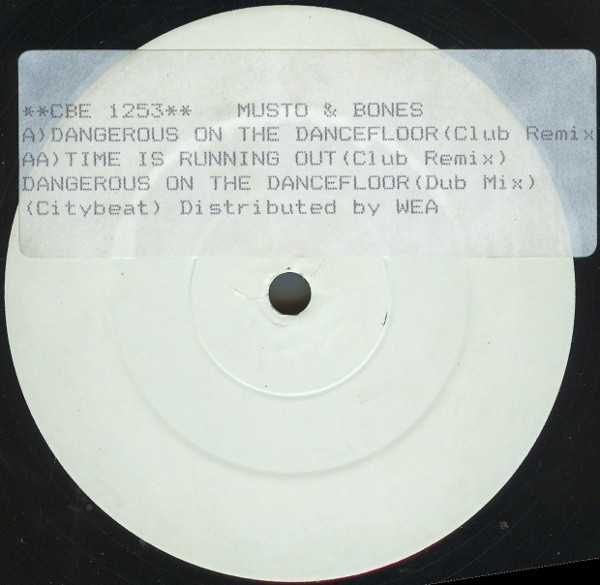 **CBE 1253** MUSTO & BONES
A)DANGEROUS ON THE DANCEFLOOR(Club Remix
AA)TIME IS RUNNING OUT(Club Remix)
DANGEROUS ON THE DANCEFLOOR(Dub Mix)
(Citybeat) Distributed by WEA